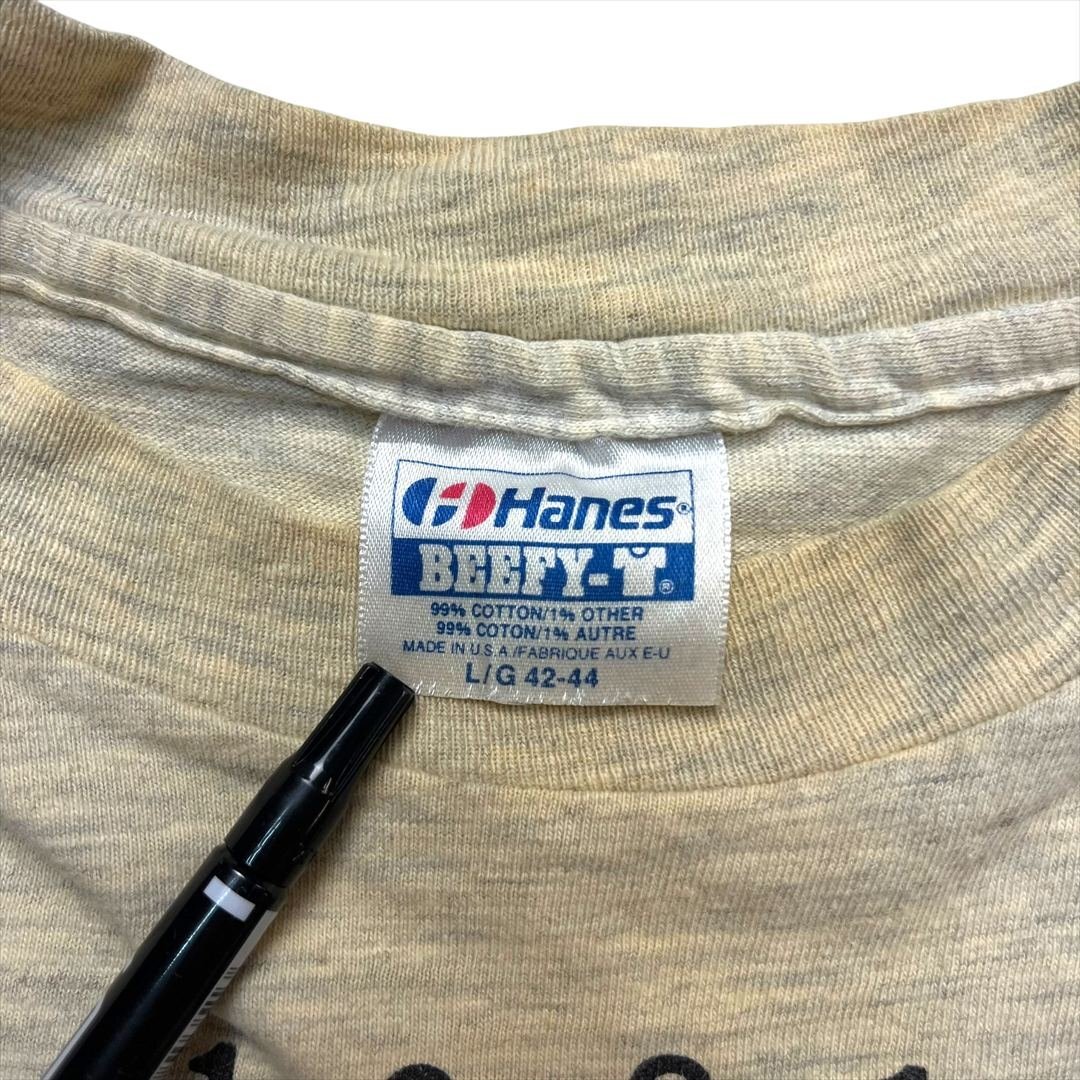 Hanes®
BEEFY-T®
99% COTTON/1% OTHER
99% COTON/1% AUTRE
MADE IN U.S.A./FABRIQUE AUX E-U
L/G 42-44